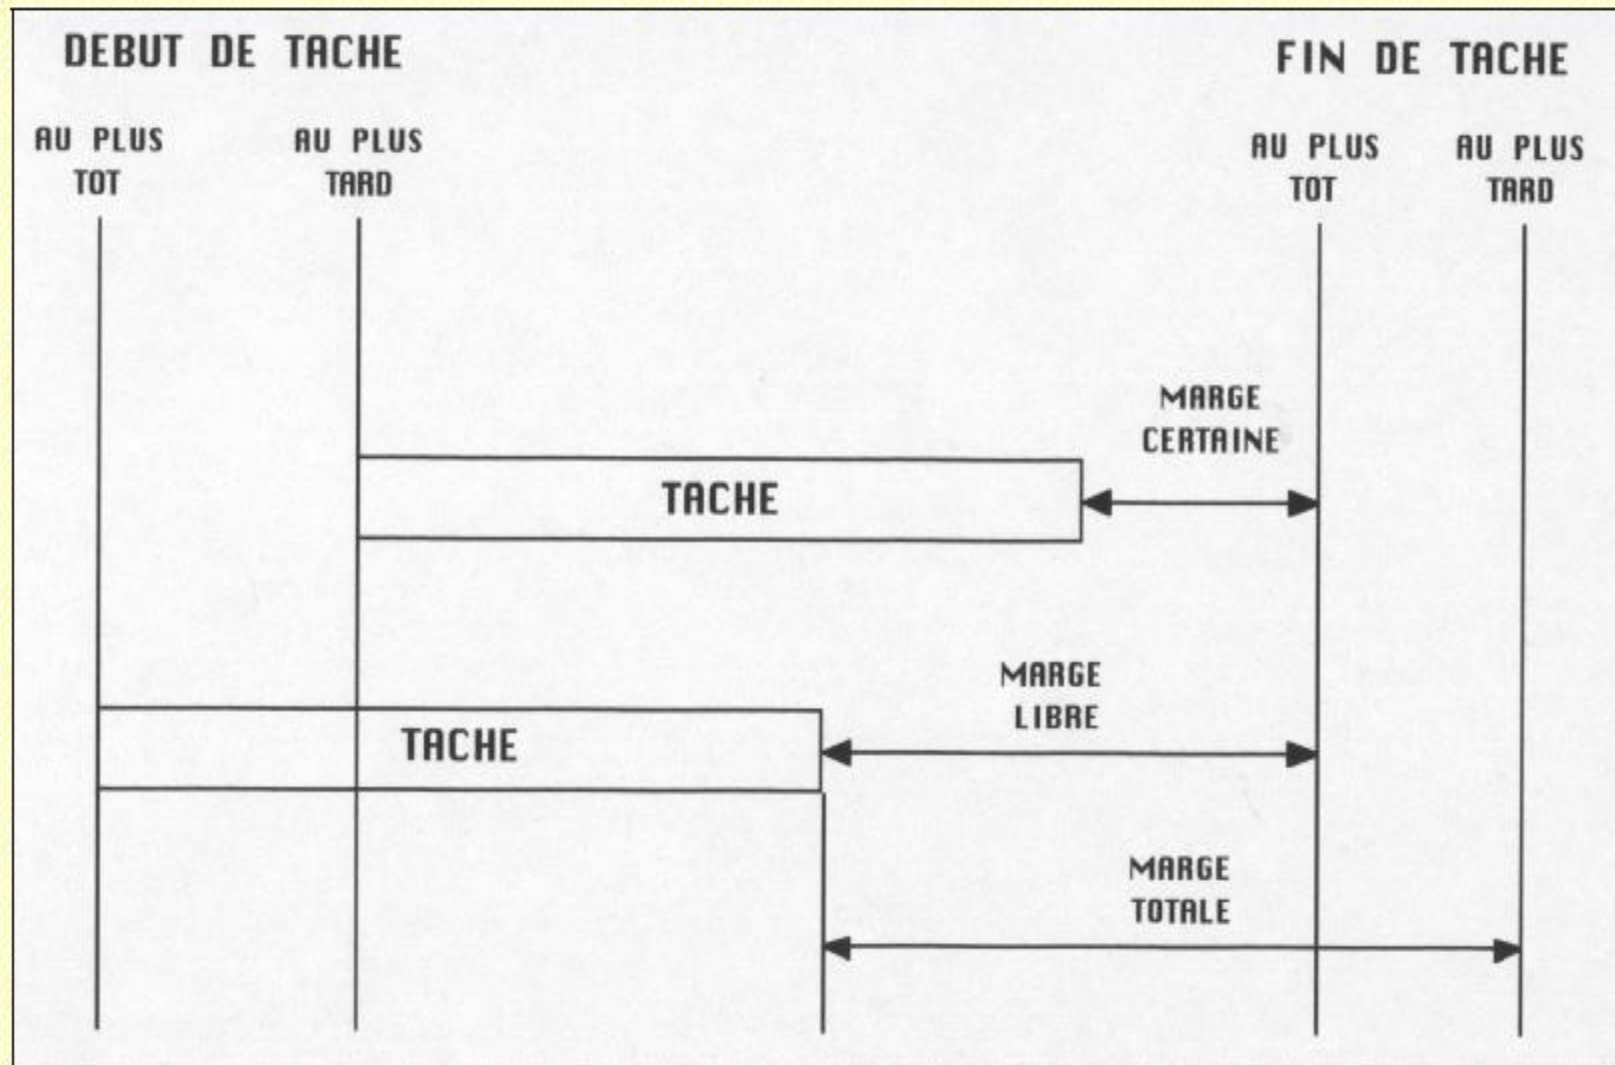 DEBUT DE TACHE
FIN DE TACHE
AU PLUS
TOT
AU PLUS
TARD
AU PLUS
TOT
AU PLUS
TARD
MARGE
CERTAINE
TACHE
MARGE
LIBRE
TACHE
MARGE
TOTALE